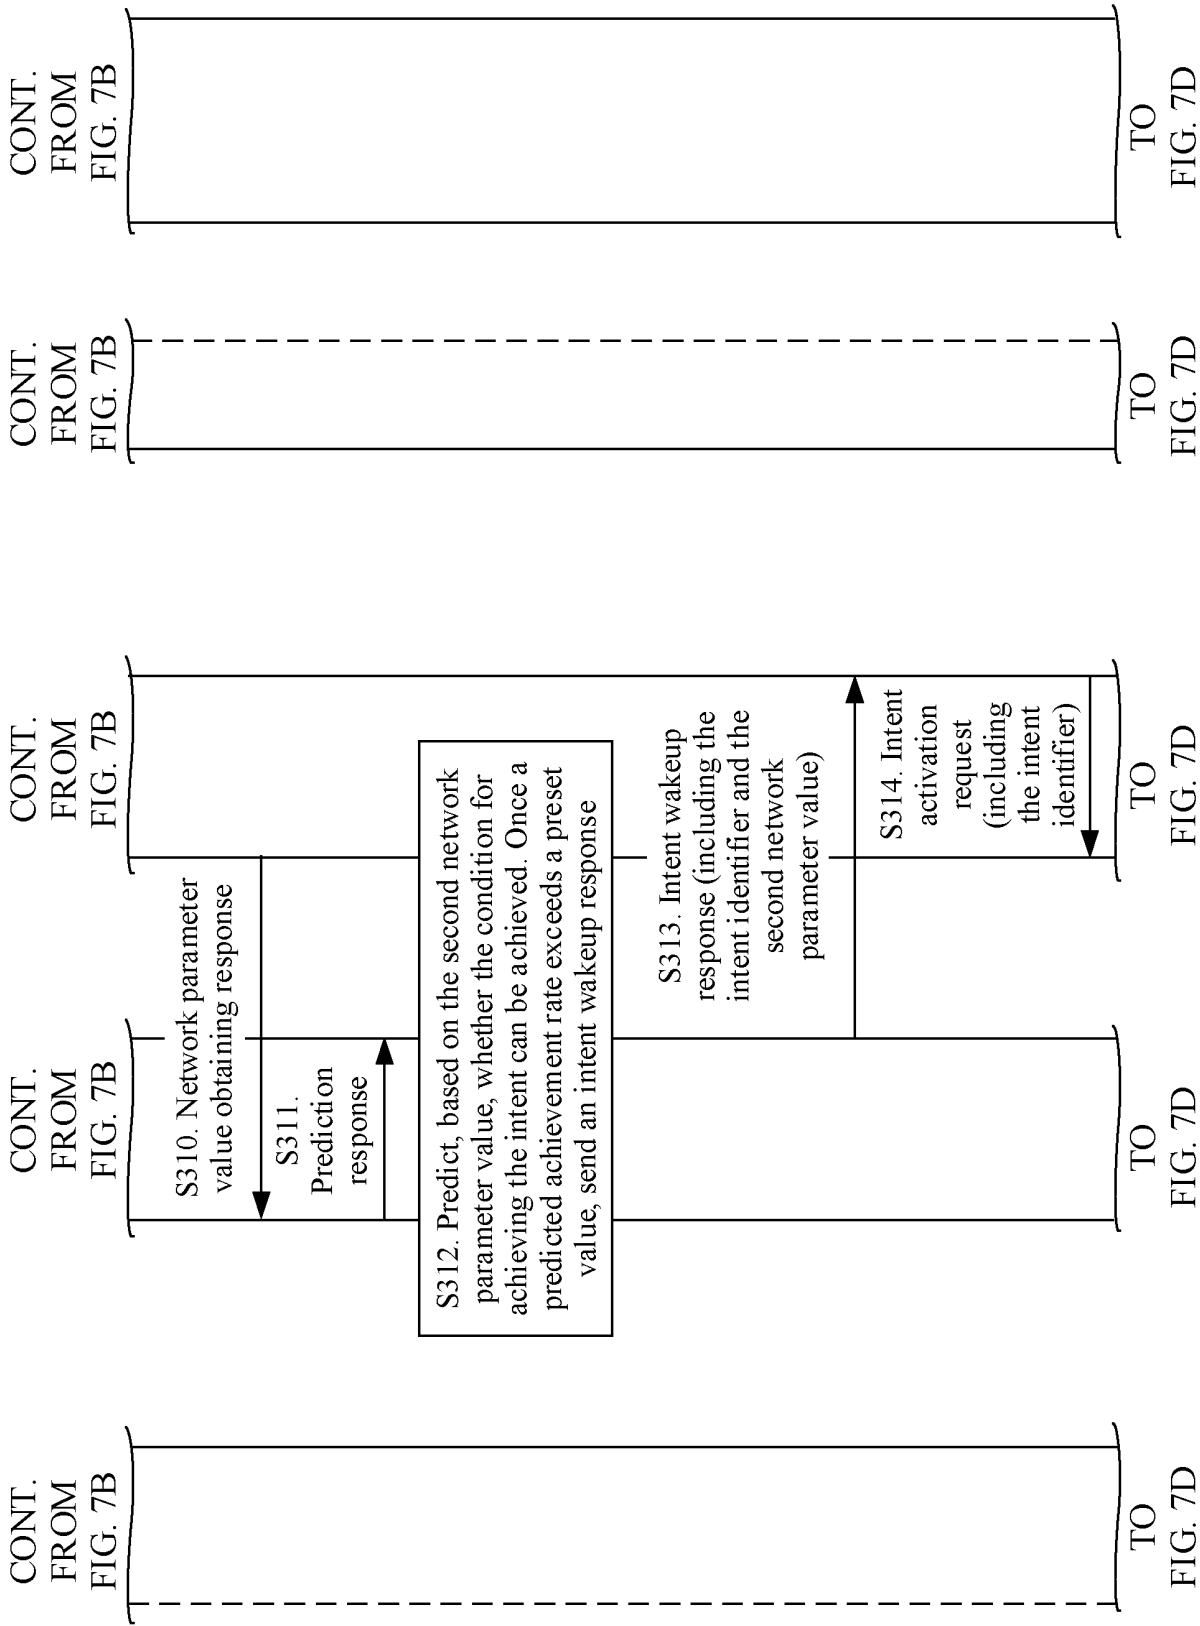 CONT.
FROM
FIG. 7B
CONT.
FROM
FIG. 7B
CONT.
FROM
FIG. 7B
CONT.
FROM
FIG. 7B
CONT.
FROM
FIG. 7B
S310. Network parameter
value obtaining response
S311.
Prediction
response
S312. Predict, based on the second network
parameter value, whether the condition for
achieving the intent can be achieved. Once a
predicted achievement rate exceeds a preset
value, send an intent wakeup response
S313. Intent wakeup
response (including the
intent identifier and the
second network
parameter value)
S314. Intent
activation
request
(including
the intent
identifier)
TO
FIG. 7D
TO
FIG. 7D
TO
FIG. 7D
TO
FIG. 7D
TO
FIG. 7D